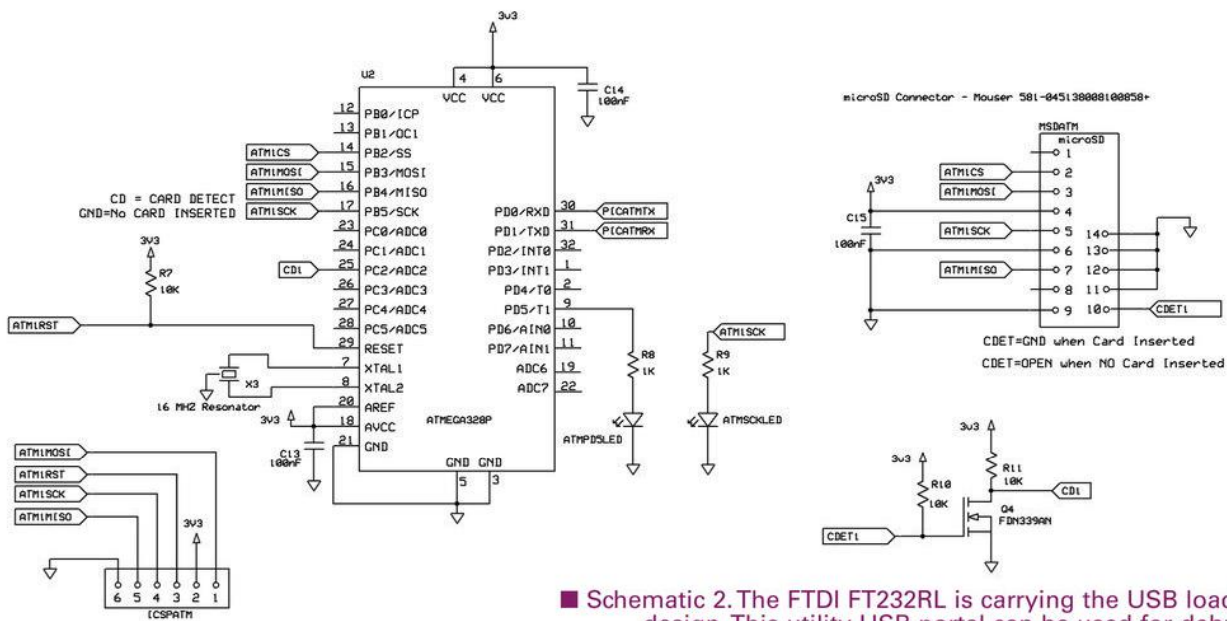 3v3
U2
4
6
VCC
VCC
C14
100nF
12 PB0/ICP
13 PB1/OC1
ATM1CS 14 PB2/SS
ATM1MOSI 15 PB3/MOSI
ATM1MISO 16 PB4/MISO
CD = CARD DETECT
GND=No CARD INSERTED
ATM1SCK 17 PB5/SCK
23 PC0/ADC0
24 PC1/ADC1
CD1 25 PC2/ADC2
26 PC3/ADC3
27 PC4/ADC4
28 PC5/ADC5
29 RESET
7 XTAL1
8 XTAL2
20 AREF
18 AVCC
21 GND
PD0/RXD 30 PICATMTX
PD1/TXD 31 PICATMRX
PD2/INT0 32
PD3/INT1 1
PD4/T0 2
PD5/T1 9
PD6/AIN0 10
PD7/AIN1 11
ADC6 19
ADC7 22
ATMEGA328P
GND GND
5 3
3V3
R7
10K
ATM1RST
X3
16 MHZ Resonator
3V3
C13
100nF
R8
1K
ATMPD5LED
ATM1SCK
R9
1K
ATMSCKLED
ATM1MOSI
ATM1RST
ATM1SCK
ATM1MISO
3V3
6 5 4 3 2 1
ICSPATM
microSD Connector - Mouser 581-045138008100858+
MSDATM
microSD
1
ATM1CS 2
ATM1MOSI 3
3V3
4
C15
100nF
ATM1SCK 5
6
ATM1MISO 7
8
9
14
13
12
11
10 CDET1
CDET=GND when Card Inserted
CDET=OPEN when NO Card Inserted
3v3
R10
10K
CDET1
3v3
R11
10K
CD1
Q4
FDN339AN
■ Schematic 2. The FTDI FT232RL is carrying the USB load